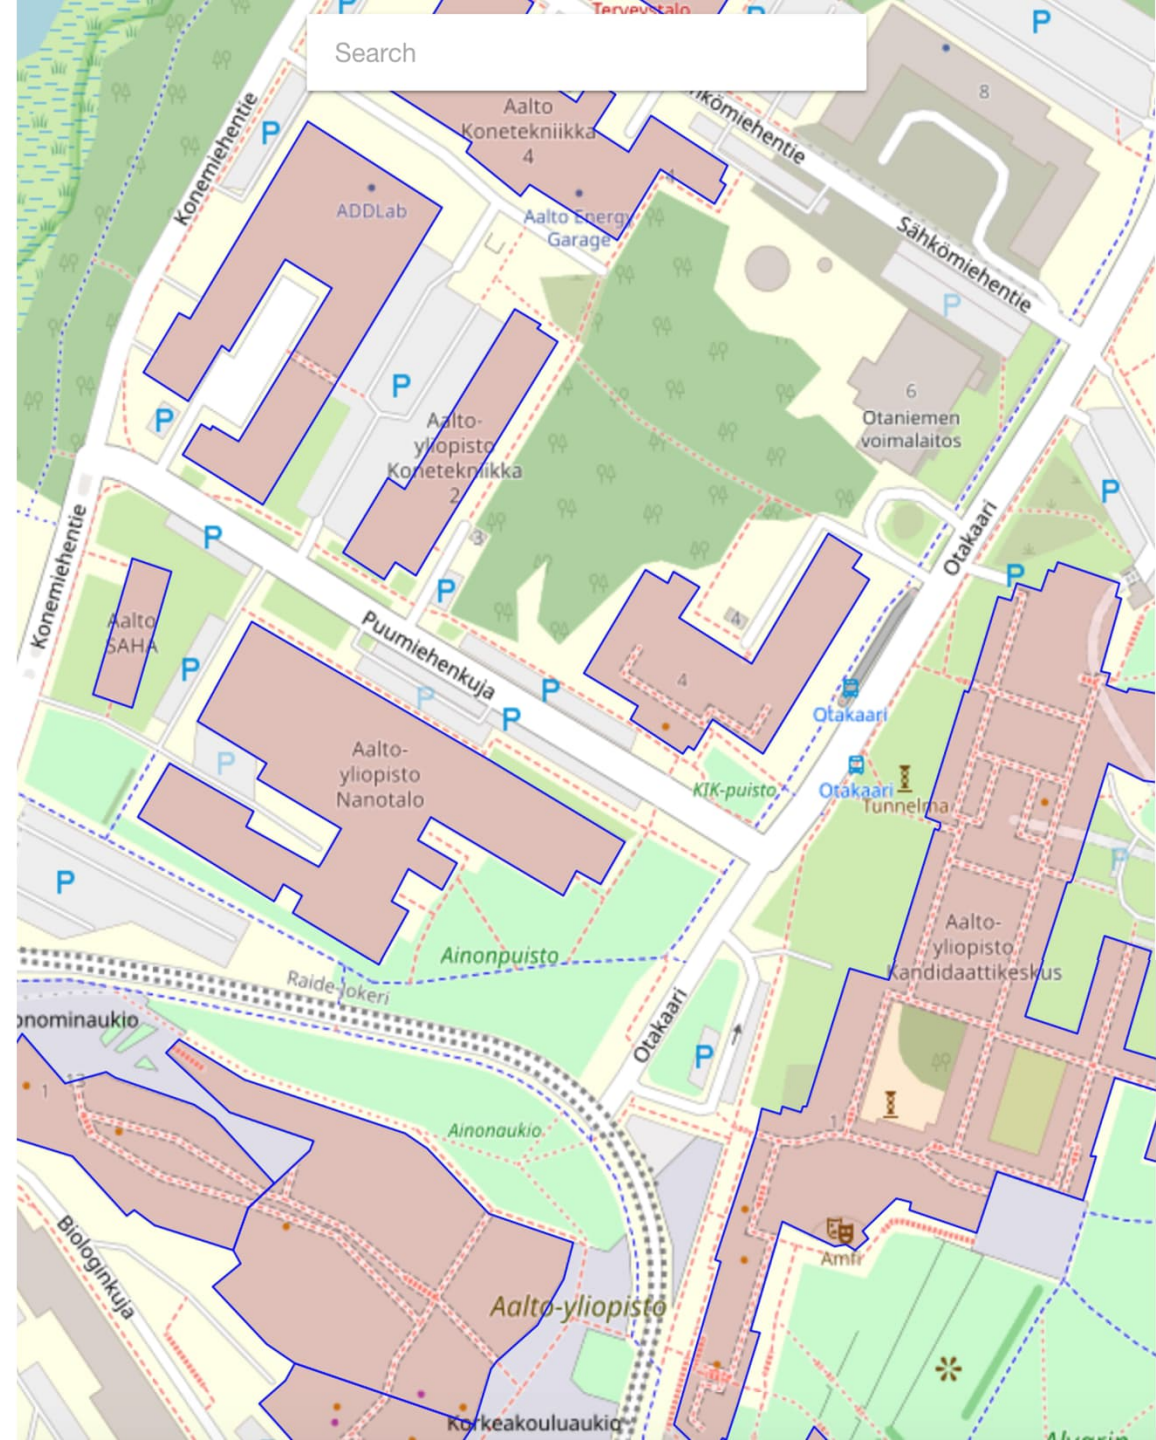 P
Terveystalo
P
P
Search
8
Aalto
Konetekniikka
4
P
Konemiehentie
4
ADDLab
Aalto Energy
Garage
Sähkömiehentie
P
P
6
Otaniemen
voimalaitos
P
Aalto-
yliopisto
Konetekniikka
2
P
3
P
Otakaari
P
P
Konemiehentie
Aalto
SAHA
4
Puumiehenkuja
P
P
P
P
4
Otakaari
Otakaari
Tunnelma
KIK-puisto
P
Aalto-
yliopisto
Nanotalo
P
P
Aalto-
yliopisto
Kandidaattikeskus
Ainonpuisto
Raide-Jokeri
Otakaari
P
onominaukio
13
1
1
Ainonaukio
Biologinkuja
Amfi
Aalto-yliopisto
Korkeakouluaukio